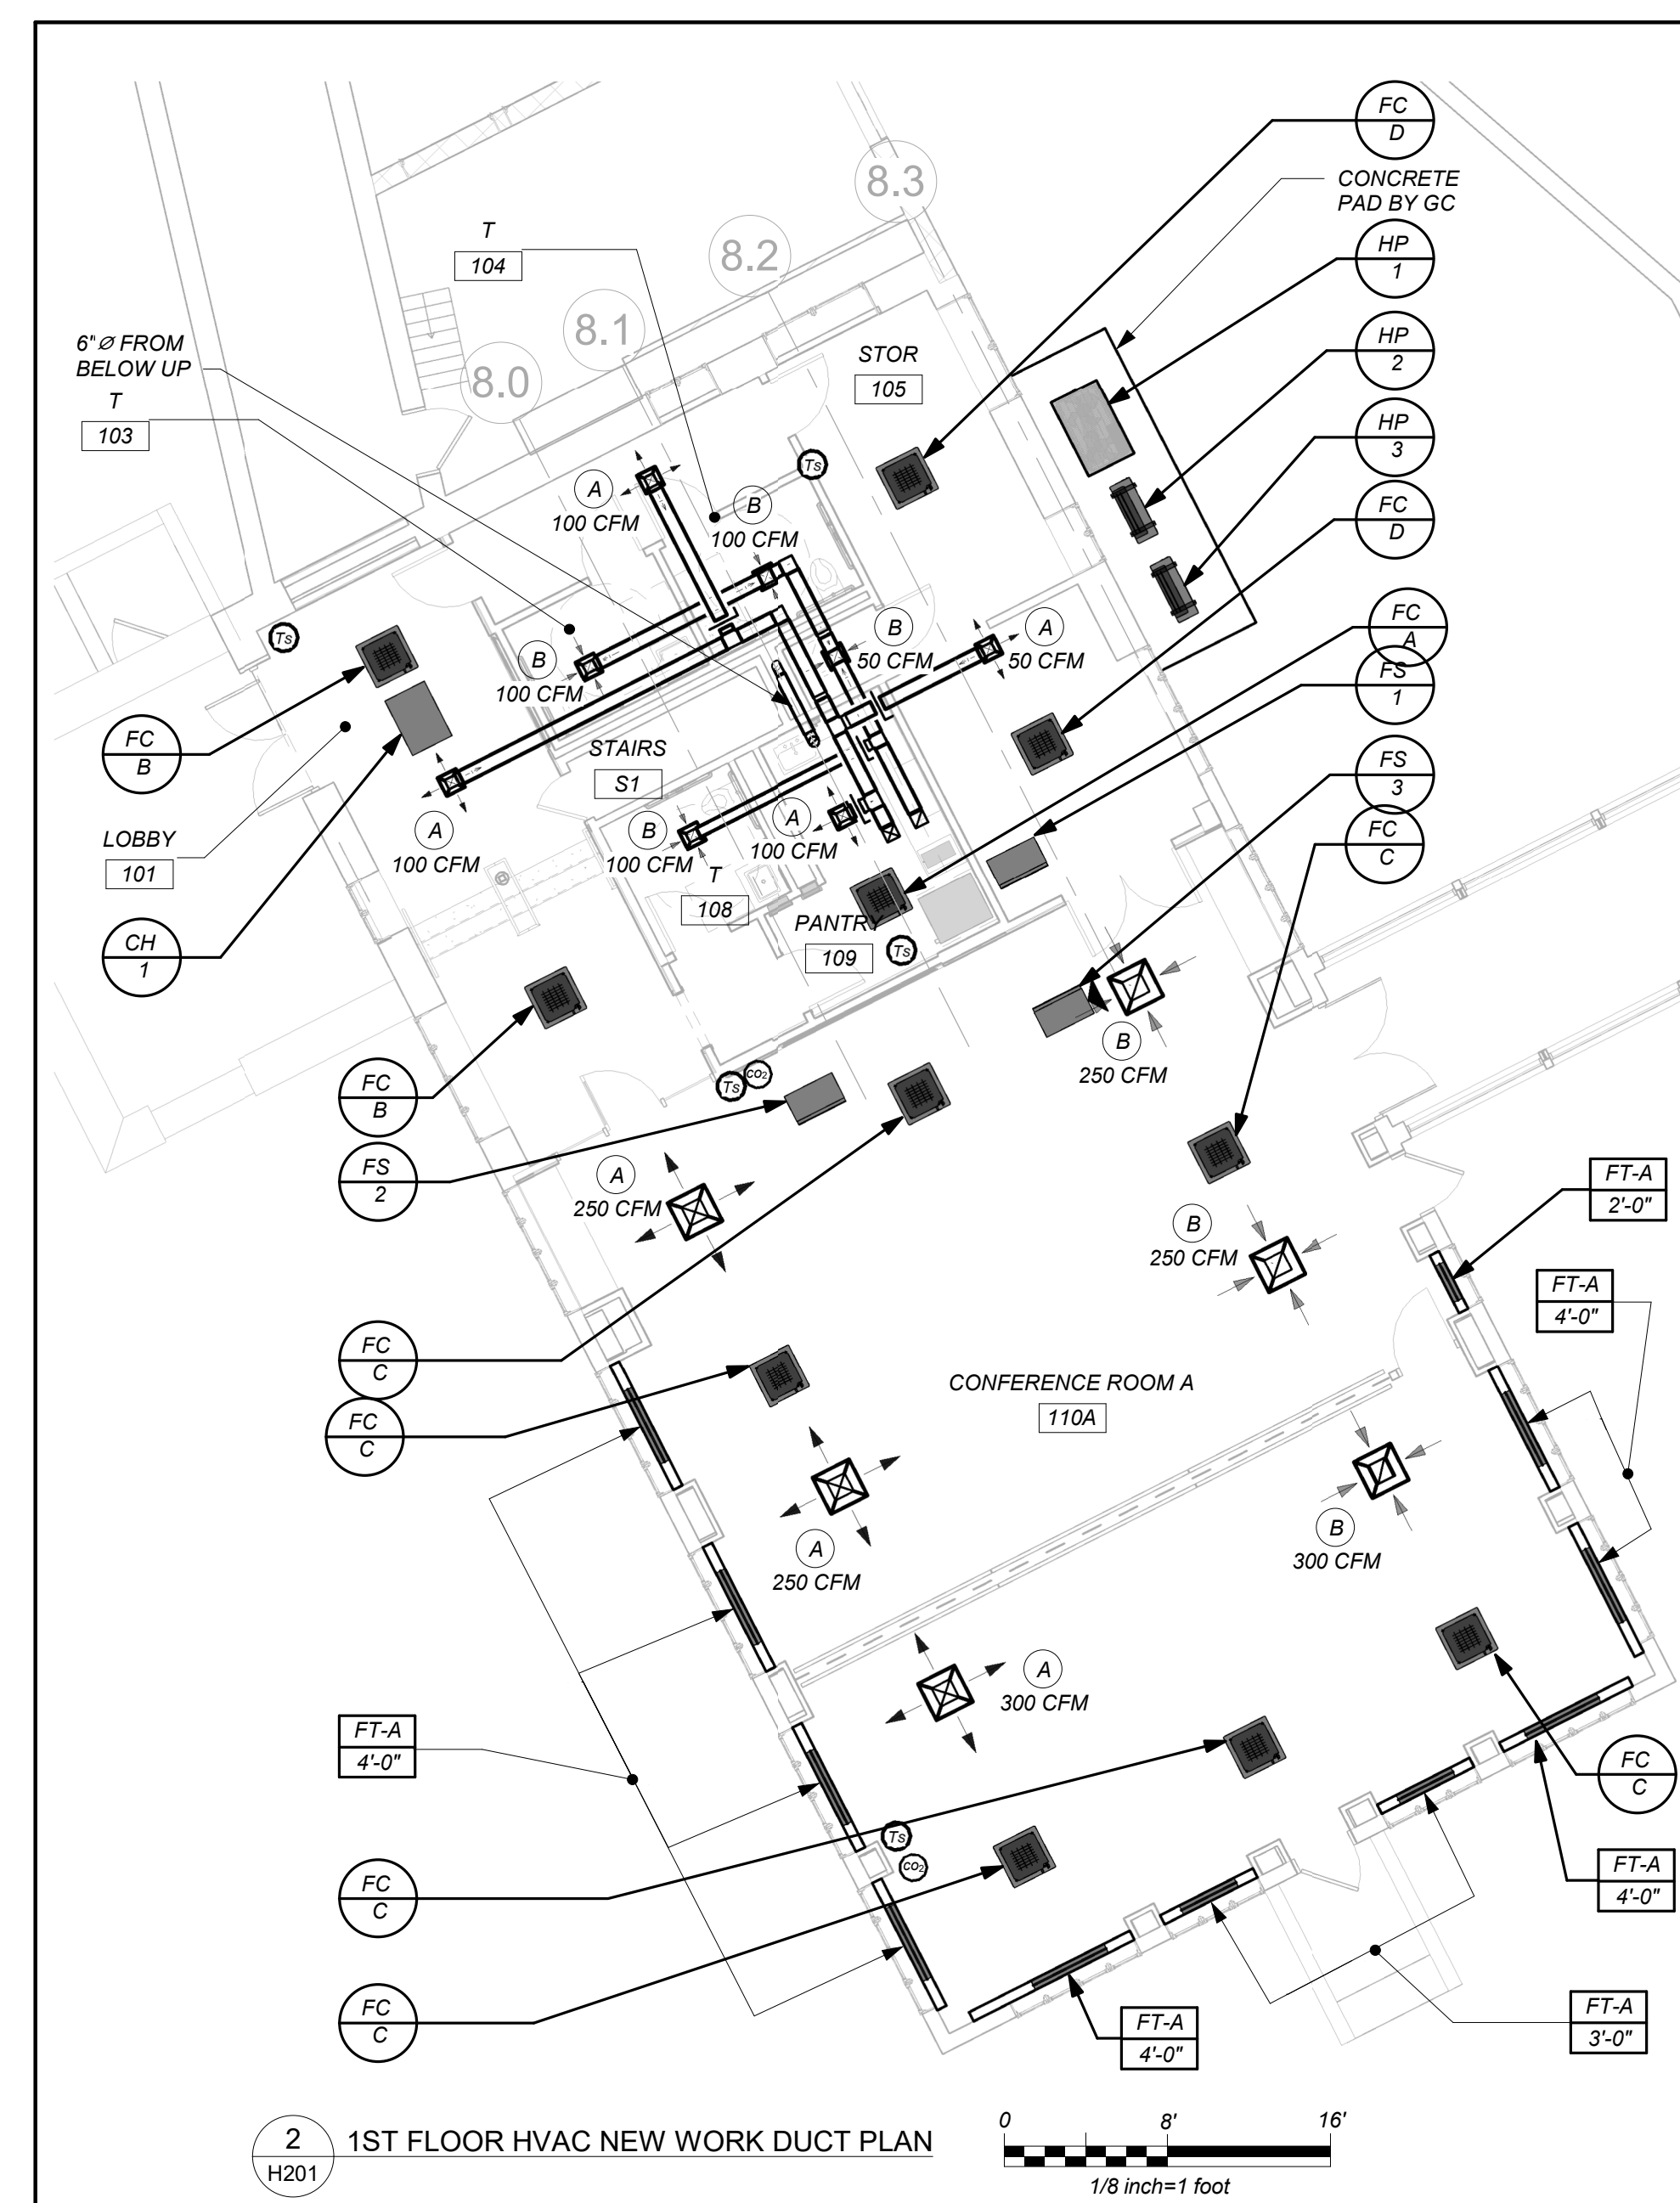 FC
D
CONCRETE
PAD BY GC
8.3
T
104
8.2
HP
1
8.1
6"Ø FROM
BELOW UP
8.0
STOR
105
HP
2
T
103
HP
3
Ts
A
100 CFM
B
100 CFM
FC
D
Ts
B
100 CFM
B
50 CFM
A
50 CFM
FC
A
FS
1
FC
B
STAIRS
S1
FS
3
LOBBY
101
A
100 CFM
B
100 CFM
A
100 CFM
FC
C
T
108
CH
1
PANTRY
109
Ts
FC
B
Ts
CO2
B
250 CFM
FS
2
A
250 CFM
FT-A
2'-0"
B
250 CFM
FT-A
4'-0"
FC
C
FC
C
CONFERENCE ROOM A
110A
A
250 CFM
B
300 CFM
A
300 CFM
FT-A
4'-0"
FC
C
Ts
CO2
FC
C
FT-A
4'-0"
FC
C
FT-A
4'-0"
FT-A
3'-0"
2
H201
1ST FLOOR HVAC NEW WORK DUCT PLAN
0 8' 16'
1/8 inch=1 foot